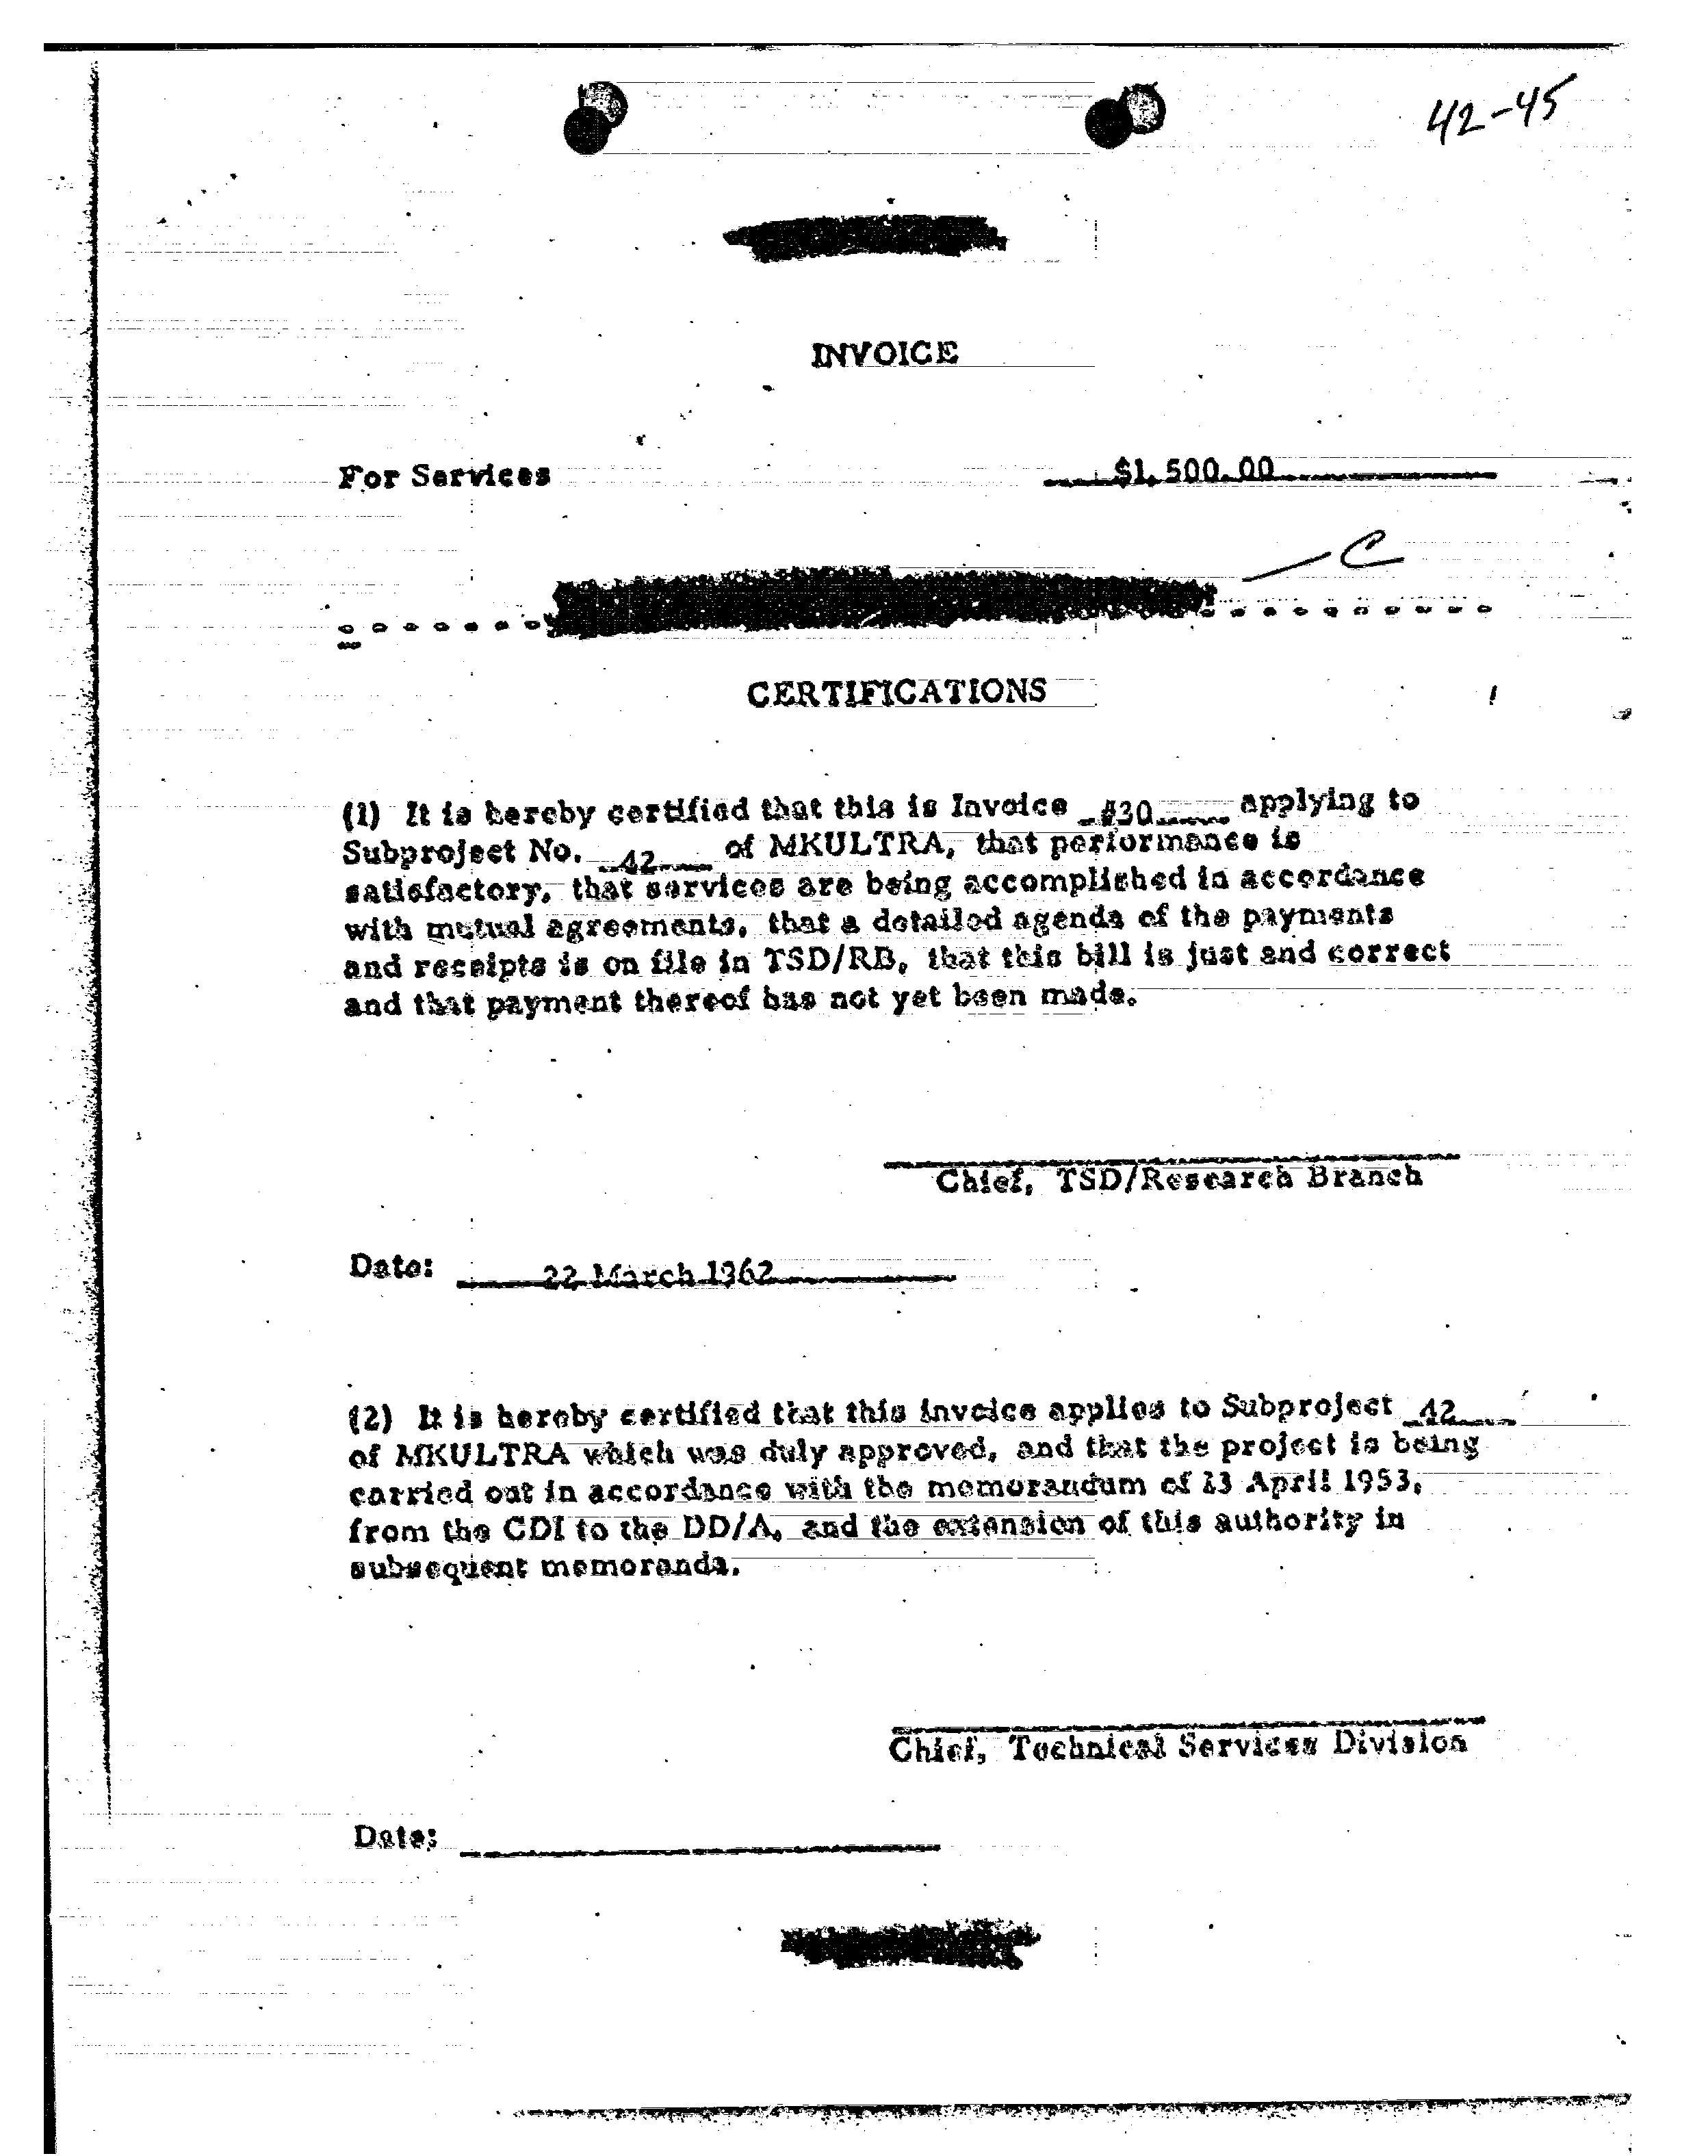 42-45
INVOICE
For Services $1,500.00
C
CERTIFICATIONS
(1) It is hereby certified that this is Invoice #30 applying to
Subproject No. 42 of MKULTRA, that performance is
satisfactory, that services are being accomplished in accordance
with mutual agreements, that a detailed agenda of the payments
and receipts is on file in TSD/RB, that this bill is just and correct
and that payment thereof has not yet been made.
Chief, TSD/Research Branch
Date: 22 March 1962
(2) It is hereby certified that this invoice applies to Subproject 42
of MKULTRA which was duly approved, and that the project is being
carried out in accordance with the memorandum of 13 April 1953,
from the CDI to the DD/A, and the extension of this authority in
subsequent memoranda.
Chief, Technical Services Division
Date: